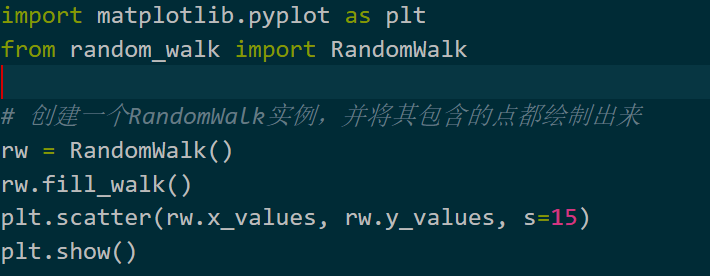 import matplotlib.pyplot as plt
from random_walk import RandomWalk
# 创建一个RandomWalk实例，并将其包含的点都绘制出来
rw = RandomWalk()
rw.fill_walk()
plt.scatter(rw.x_values, rw.y_values, s=15)
plt.show()